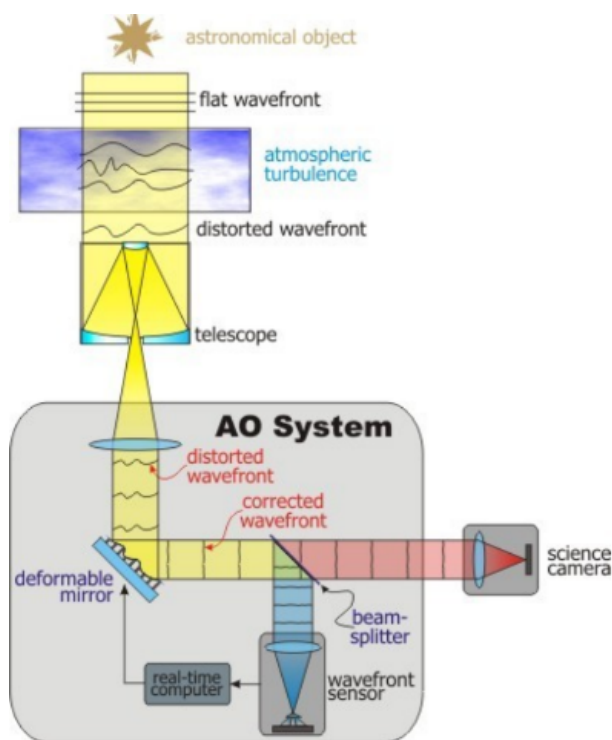 astronomical object
flat wavefront
atmospheric
turbulence
distorted wavefront
telescope
AO System
distorted
wavefront
corrected
wavefront
deformable
mirror
science
camera
beam-
splitter
real-time
computer
wavefront
sensor